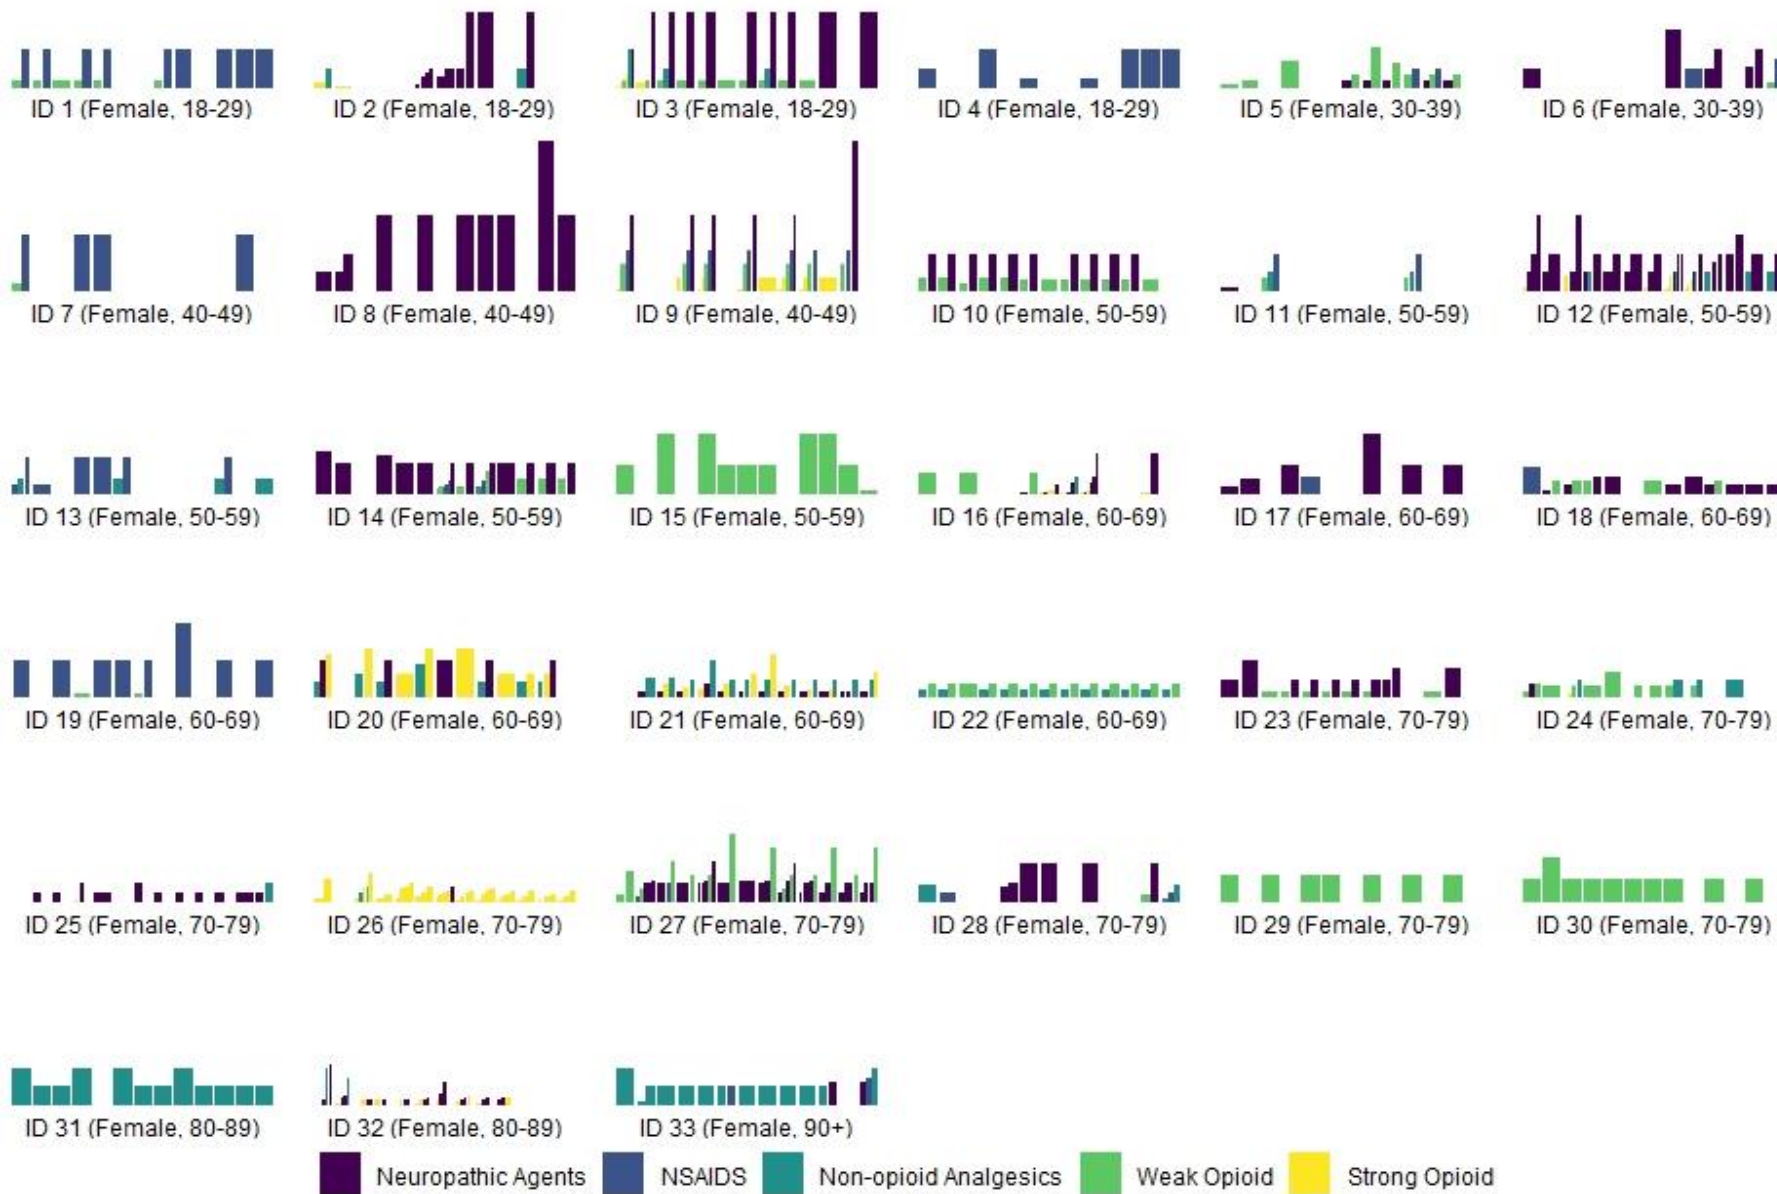 ID 1 (Female, 18-29) ID 2 (Female, 18-29) ID 3 (Female, 18-29) ID 4 (Female, 18-29) ID 5 (Female, 30-39) ID 6 (Female, 30-39)
ID 7 (Female, 40-49) ID 8 (Female, 40-49) ID 9 (Female, 40-49) ID 10 (Female, 50-59) ID 11 (Female, 50-59) ID 12 (Female, 50-59)
ID 13 (Female, 50-59) ID 14 (Female, 50-59) ID 15 (Female, 50-59) ID 16 (Female, 60-69) ID 17 (Female, 60-69) ID 18 (Female, 60-69)
ID 19 (Female, 60-69) ID 20 (Female, 60-69) ID 21 (Female, 60-69) ID 22 (Female, 60-69) ID 23 (Female, 70-79) ID 24 (Female, 70-79)
ID 25 (Female, 70-79) ID 26 (Female, 70-79) ID 27 (Female, 70-79) ID 28 (Female, 70-79) ID 29 (Female, 70-79) ID 30 (Female, 70-79)
ID 31 (Female, 80-89) ID 32 (Female, 80-89) ID 33 (Female, 90+)
Neuropathic Agents NSAIDS Non-opioid Analgesics Weak Opioid Strong Opioid